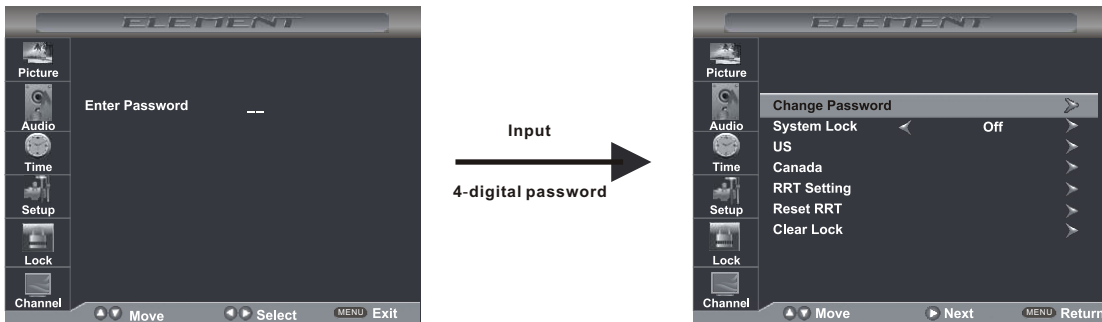 ELEMENT
Picture
Audio
Time
Setup
Lock
Channel
Enter Password __
Move Select MENU Exit
Input
4-digital password
ELEMENT
Picture
Audio
Time
Setup
Lock
Channel
Change Password
System Lock Off
US
Canada
RRT Setting
Reset RRT
Clear Lock
Move Next MENU Return